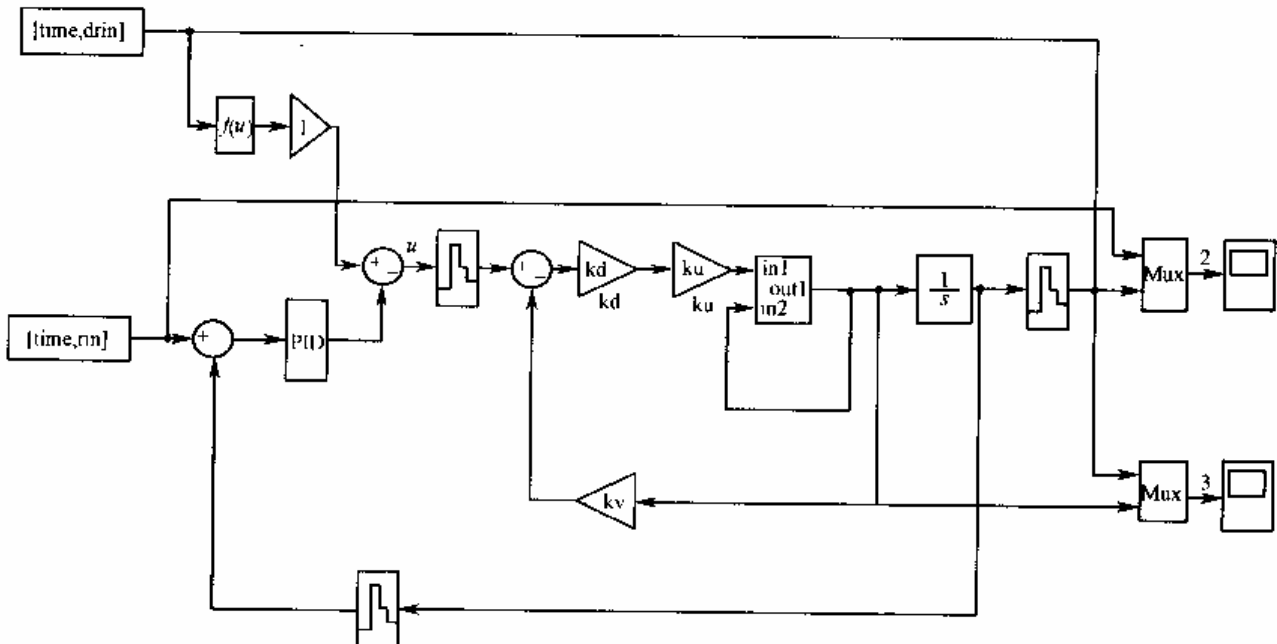 [time,drin]
f(u)
1
u
+
−
+
−
kd
kd
ku
ku
in1
out1
in2
1
s
Mux
2
[time,rin]
+
PID
kv
Mux
3